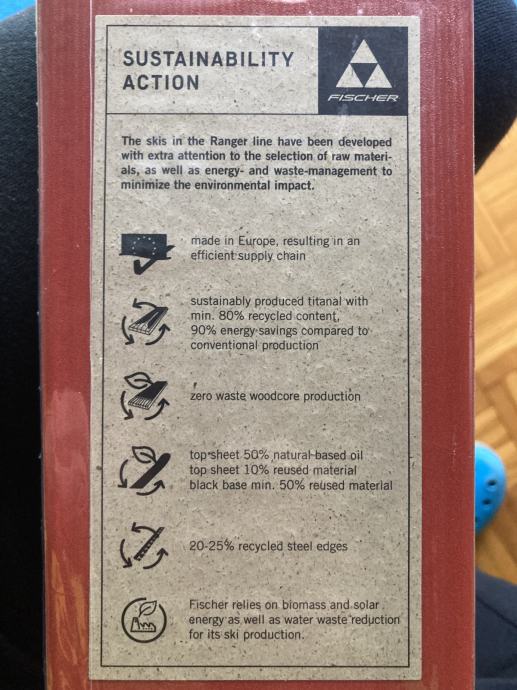 SUSTAINABILITY
ACTION
FISCHER
The skis in the Ranger line have been developed
with extra attention to the selection of raw materi-
als, as well as energy- and waste-management to
minimize the environmental impact.
made in Europe, resulting in an
efficient supply chain
sustainably produced titanal with
min. 80% recycled content,
90% energy savings compared to
conventional production
zero waste woodcore production
top sheet 50% natural-based oil
top sheet 10% reused material
black base min. 50% reused material
20-25% recycled steel edges
Fischer relies on biomass and solar
energy as well as water waste reduction
for its ski production.